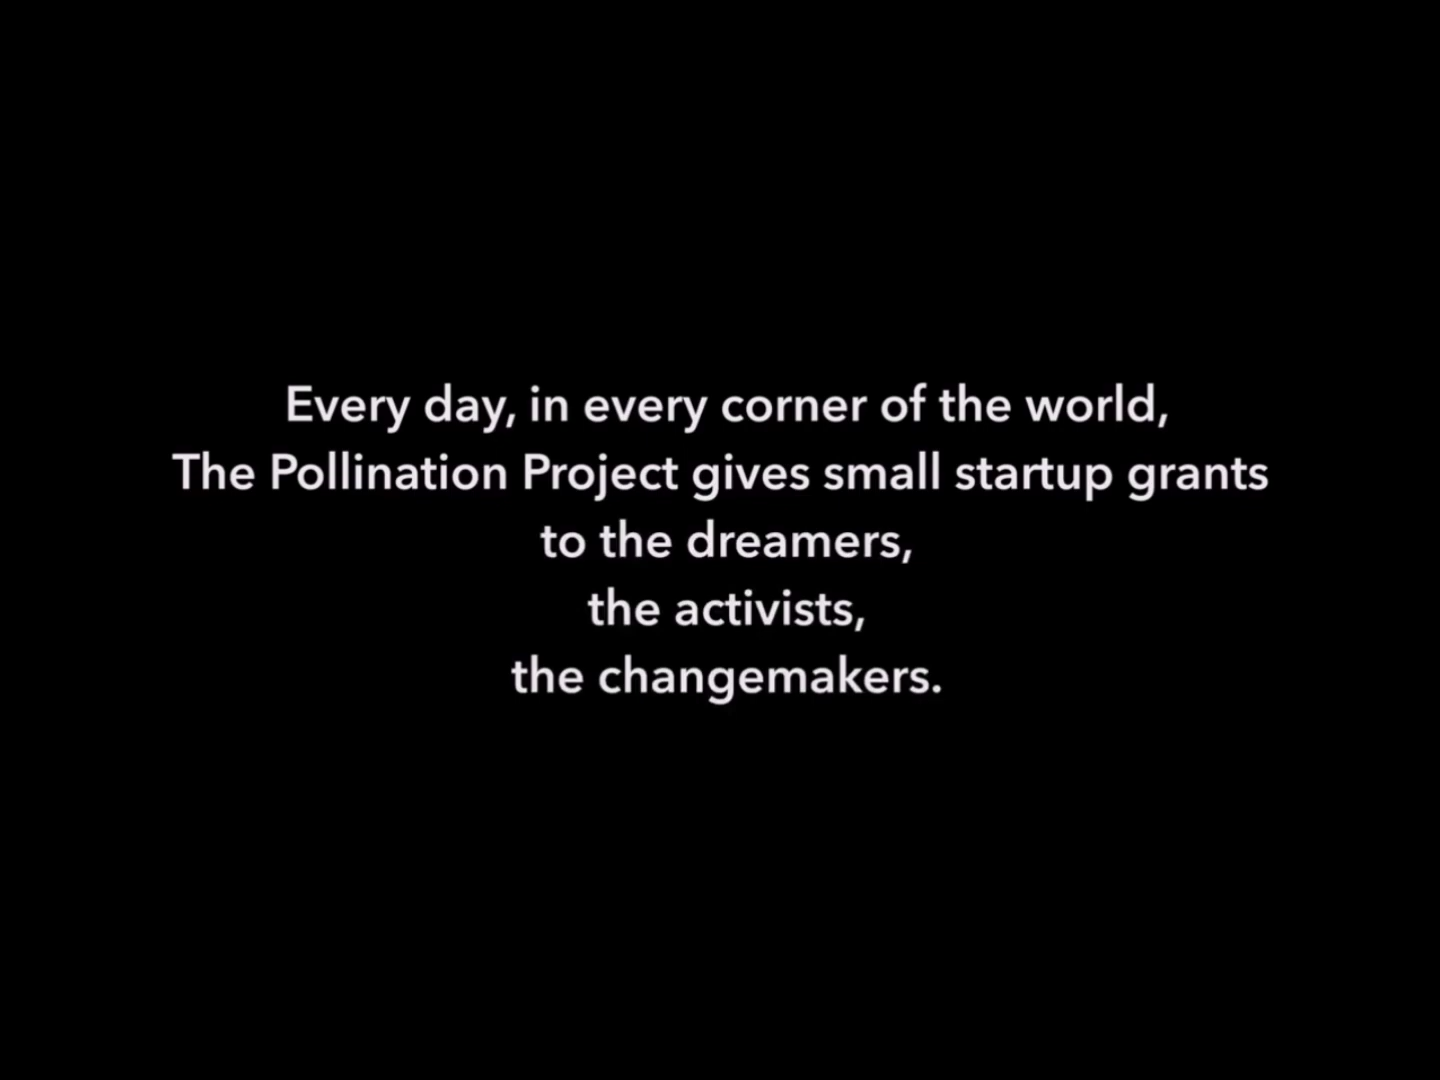 Every day, in every corner of the world,
The Pollination Project gives small startup grants
to the dreamers,
the activists,
the changemakers.